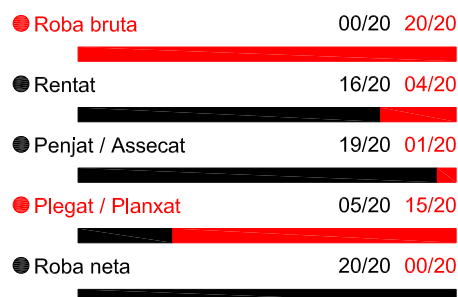 Roba bruta 00/20 20/20
Rentat 16/20 04/20
Penjat / Assecat 19/20 01/20
Plegat / Planxat 05/20 15/20
Roba neta 20/20 00/20